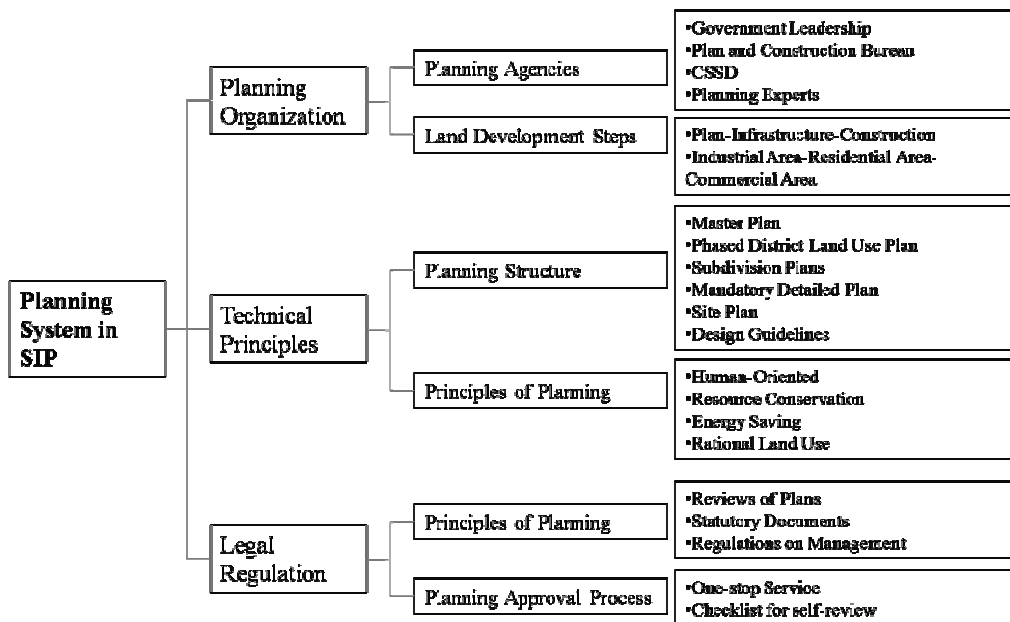 Planning
System in
SIP
Planning
Organization
Planning Agencies
•Government Leadership
•Plan and Construction Bureau
•CSSD
•Planning Experts
Land Development Steps
•Plan-Infrastructure-Construction
•Industrial Area-Residential Area-
Commercial Area
Technical
Principles
Planning Structure
•Master Plan
•Phased District Land Use Plan
•Subdivision Plans
•Mandatory Detailed Plan
•Site Plan
•Design Guidelines
Principles of Planning
•Human-Oriented
•Resource Conservation
•Energy Saving
•Rational Land Use
Legal
Regulation
Principles of Planning
•Reviews of Plans
•Statutory Documents
•Regulations on Management
Planning Approval Process
•One-stop Service
•Checklist for self-review